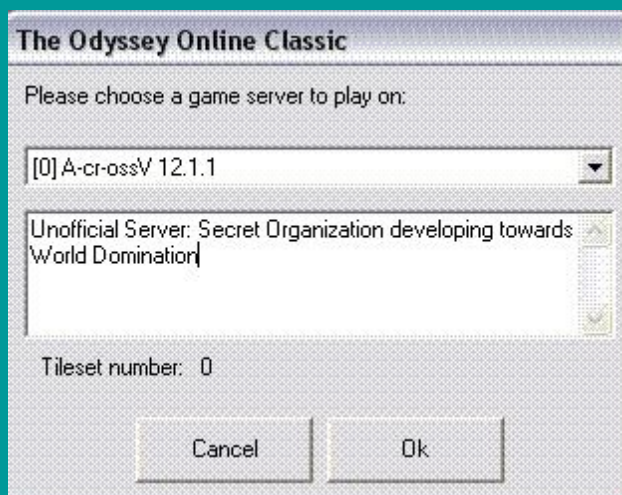 The Odyssey Online Classic
Please choose a game server to play on:
[0] A-cr-ossV 12.1.1
Unofficial Server: Secret Organization developing towards
World Domination
Tileset number: 0
Cancel Ok